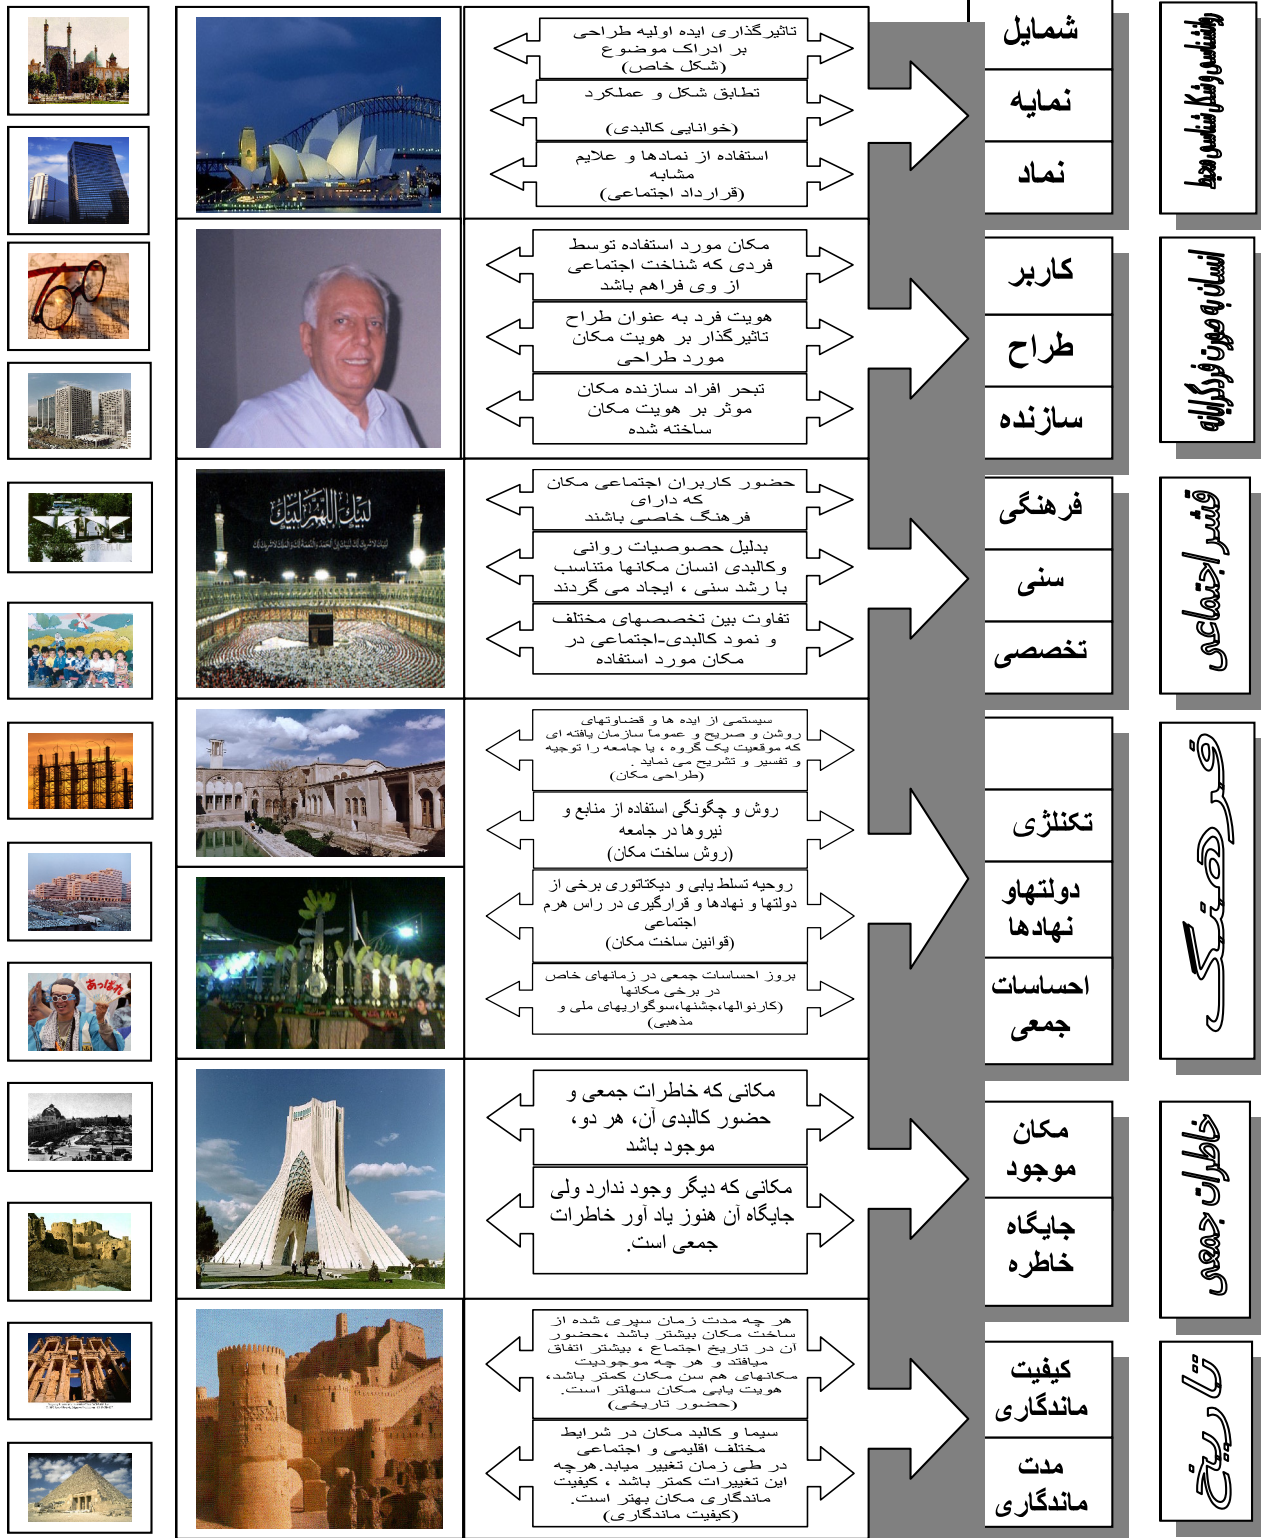 روانشناسی و شکل شناسی محیط
شمایل
نمایه
نماد
تاثیرگذاری ایده اولیه طراحی
بر ادراک موضوع
(شکل خاص)
تطابق شکل و عملکرد
(خوانایی کالبدی)
استفاده از نمادها و علایم
مشابه
(قرارداد اجتماعی)
انسان به صورت فردگرایانه
کاربر
طراح
سازنده
مکان مورد استفاده توسط
فردی که شناخت اجتماعی
از وی فراهم باشد
هویت فرد به عنوان طراح
تاثیرگذار بر هویت مکان
مورد طراحی
تبحر افراد سازنده مکان
موثر بر هویت مکان
ساخته شده
قشر اجتماعی
فرهنگی
سنی
تخصصی
حضور کاربران اجتماعی مکان
که دارای
فرهنگ خاصی باشند
بدلیل حصوصیات روانی
وکالبدی انسان مکانها متناسب
با رشد سنی ، ایجاد می گردند
تفاوت بین تخصصهای مختلف
و نمود کالبدی-اجتماعی در
مکان مورد استفاده
لبيك اللهم لبيك
فرهنگ
تکنلژی
دولتهاو
نهادها
احساسات
جمعی
سیستمی از ایده ها و قضاوتهای
روشن و صریح و عموما سازمان یافته ای
که موقعیت یک گروه ، یا جامعه را توجیه
و تفسیر و تشریح می نماید .
(طراحی مکان)
روش و چگونگی استفاده از منابع و
نیروها در جامعه
(روش ساخت مکان)
روحیه تسلط یابی و دیکتاتوری برخی از
دولتها و نهادها و قرارگیری در راس هرم
اجتماعی
(قوانین ساخت مکان)
بروز احساسات جمعی در زمانهای خاص
در برخی مکانها
(کارنوالها،جشنها،سوگواریهای ملی و
مذهبی)
あっぱれ
خاطرات جمعی
مکان
موجود
جایگاه
خاطره
مکانی که خاطرات جمعی و
حضور کالبدی آن، هر دو،
موجود باشد
مکانی که دیگر وجود ندارد ولی
جایگاه آن هنوز یاد آور خاطرات
جمعی است.
تاریخ
کیفیت
ماندگاری
مدت
ماندگاری
هر چه مدت زمان سپری شده از
ساخت مکان بیشتر باشد ،حضور
آن در تاریخ اجتماع ، بیشتر اتفاق
میافتد و هر چه موجودیت
مکانهای هم سن مکان کمتر باشد،
هویت یابی مکان سهلتر است.
(حضور تاریخی)
سیما و کالبد مکان در شرایط
مختلف اقلیمی و اجتماعی
در طی زمان تغییر میابد.هرچه
این تغییرات کمتر باشد ، کیفیت
ماندگاری مکان بهتر است.
(کیفیت ماندگاری)